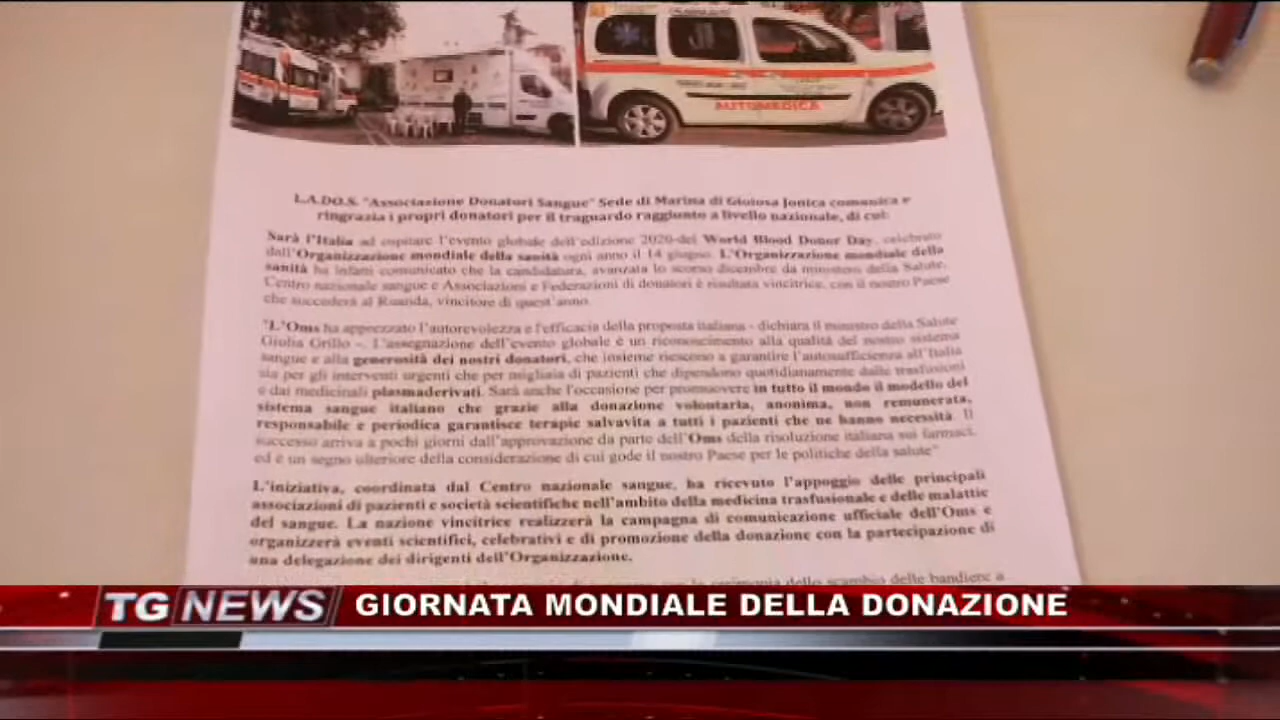 AUTOMEDICA
L.A.DO.S. "Associazione Donatori Sangue" Sede di Marina di Gioiosa Jonica comunica e
ringrazia i propri donatori per il traguardo raggiunto a livello nazionale, di cui:
Sarà l'Italia ad ospitare l'evento globale dell'edizione 2020 del World Blood Donor Day, celebrato
dall'Organizzazione mondiale della sanità ogni anno il 14 giugno. L'Organizzazione mondiale della
sanità ha infatti comunicato che la candidatura, avanzata lo scorso dicembre da ministero della Salute,
Centro nazionale sangue e Associazioni e Federazioni di donatori è risultata vincitrice, con il nostro Paese
che succederà al Ruanda, vincitore di quest'anno.
"L'Oms ha apprezzato l'autorevolezza e l'efficacia della proposta italiana - dichiara il ministro della Salute
Giulia Grillo -. L'assegnazione dell'evento globale è un riconoscimento alla qualità del nostro sistema
sangue e alla generosità dei nostri donatori, che insieme riescono a garantire l'autosufficienza all'Italia
sia per gli interventi urgenti che per migliaia di pazienti che dipendono quotidianamente dalle trasfusioni
e dai medicinali plasmaderivati. Sarà anche l'occasione per promuovere in tutto il mondo il modello del
sistema sangue italiano che grazie alla donazione volontaria, anonima, non remunerata,
responsabile e periodica garantisce terapie salvavita a tutti i pazienti che ne hanno necessità. Il
successo arriva a pochi giorni dall'approvazione da parte dell'Oms della risoluzione italiana sui farmaci,
ed è un segno ulteriore della considerazione di cui gode il nostro Paese per le politiche della salute"
L'iniziativa, coordinata dal Centro nazionale sangue, ha ricevuto l'appoggio delle principali
associazioni di pazienti e società scientifiche nell'ambito della medicina trasfusionale e delle malattie
del sangue. La nazione vincitrice realizzerà la campagna di comunicazione ufficiale dell'Oms e
organizzerà eventi scientifici, celebrativi e di promozione della donazione con la partecipazione di
una delegazione dei dirigenti dell'Organizzazione.
cerimonia dello scambio delle bandiere a
TG NEWS GIORNATA MONDIALE DELLA DONAZIONE